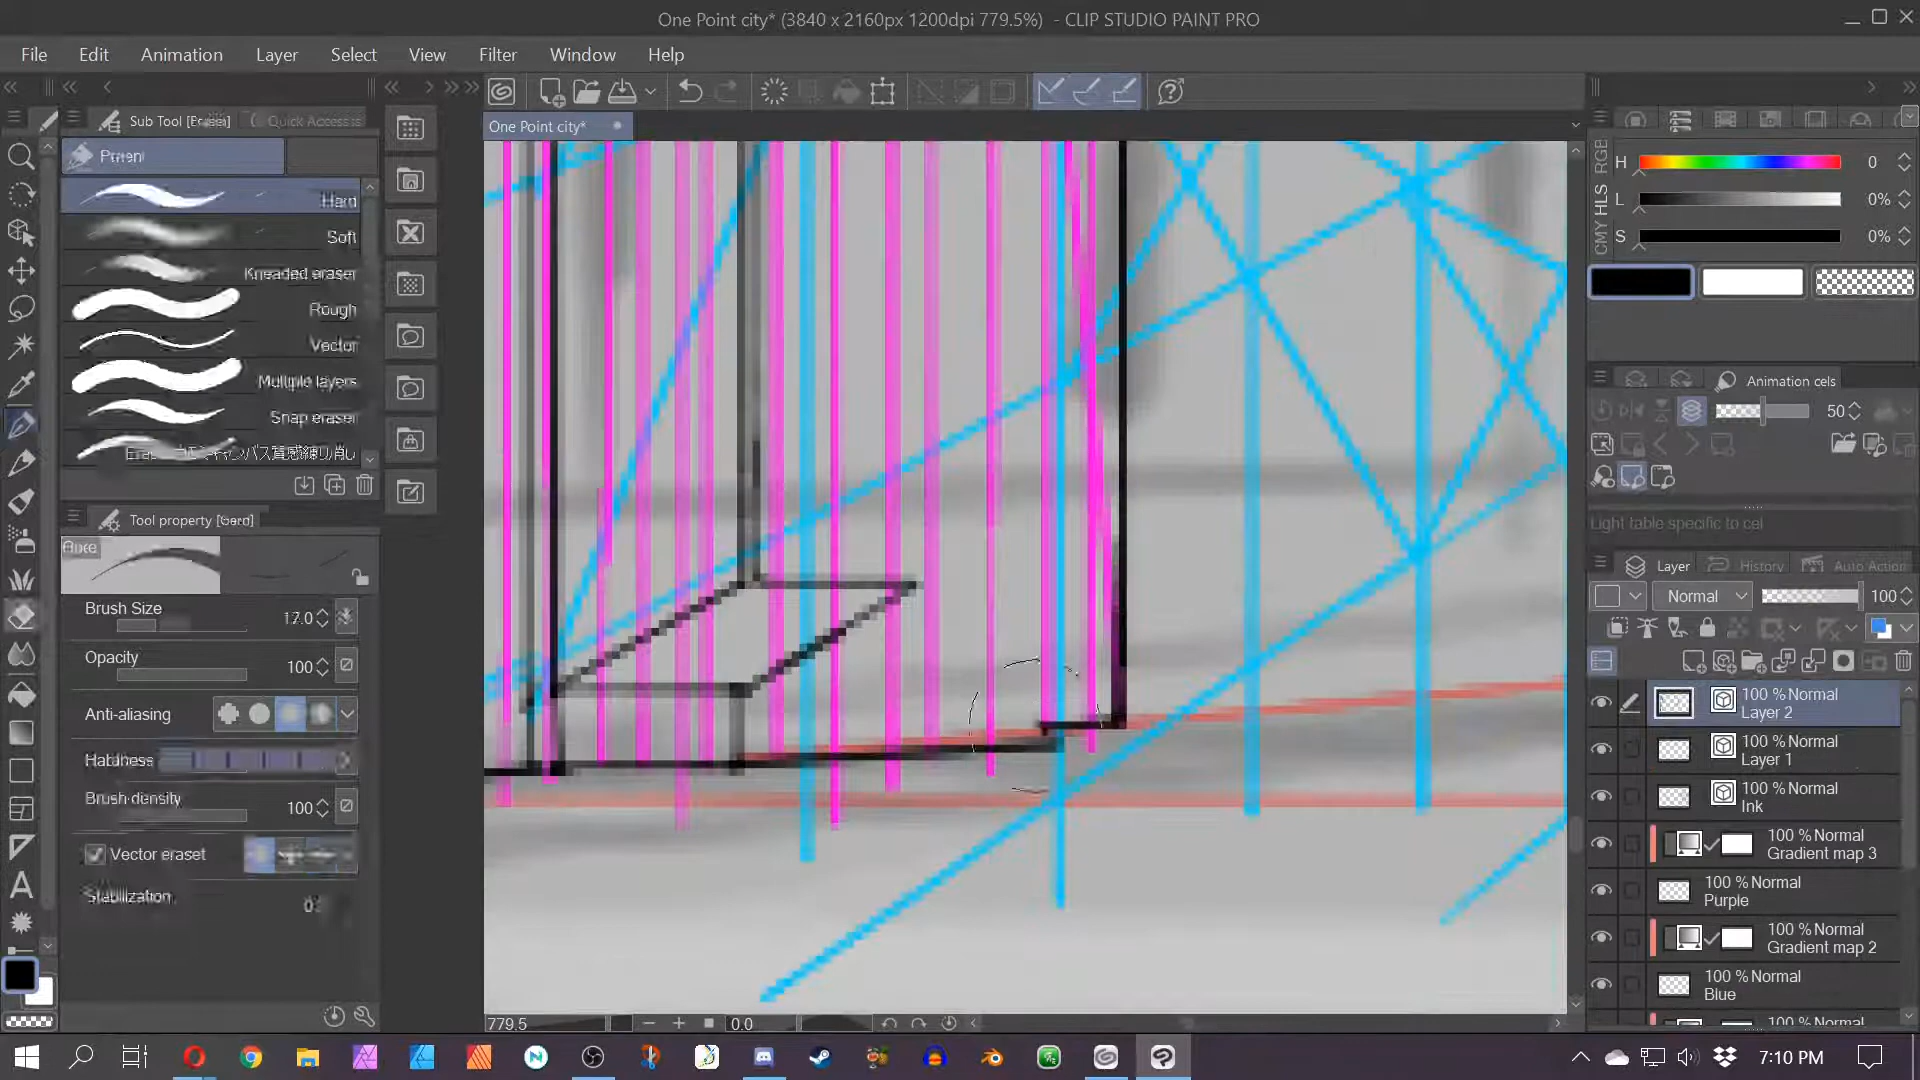 One Point city* (3840 x 2160px 1200dpi 779.5%) - CLIP STUDIO PAINT PRO
File Edit Animation Layer Select View Filter Window Help
Sub Tool [Eraser] Quick Access
One Point city*
Hard
Soft
Kneaded eraser
Rough
Vector
Multiple layers
Snap eraser
Tool property [Hard]
Brush Size 17.0
Opacity 100
Anti-aliasing
Hardness
Brush density 100
Vector eraser
Stabilization
779.5 0.0
RGB
HLS
CMY
H 0
L 0%
S 0%
Animation cels
50
Light table specific to cel
Layer History Auto Action
Normal 100
100 % Normal
Layer 2
100 % Normal
Layer 1
100 % Normal
Ink
100 % Normal
Gradient map 3
100 % Normal
Purple
100 % Normal
Gradient map 2
100 % Normal
Blue
100 % Normal
7:10 PM